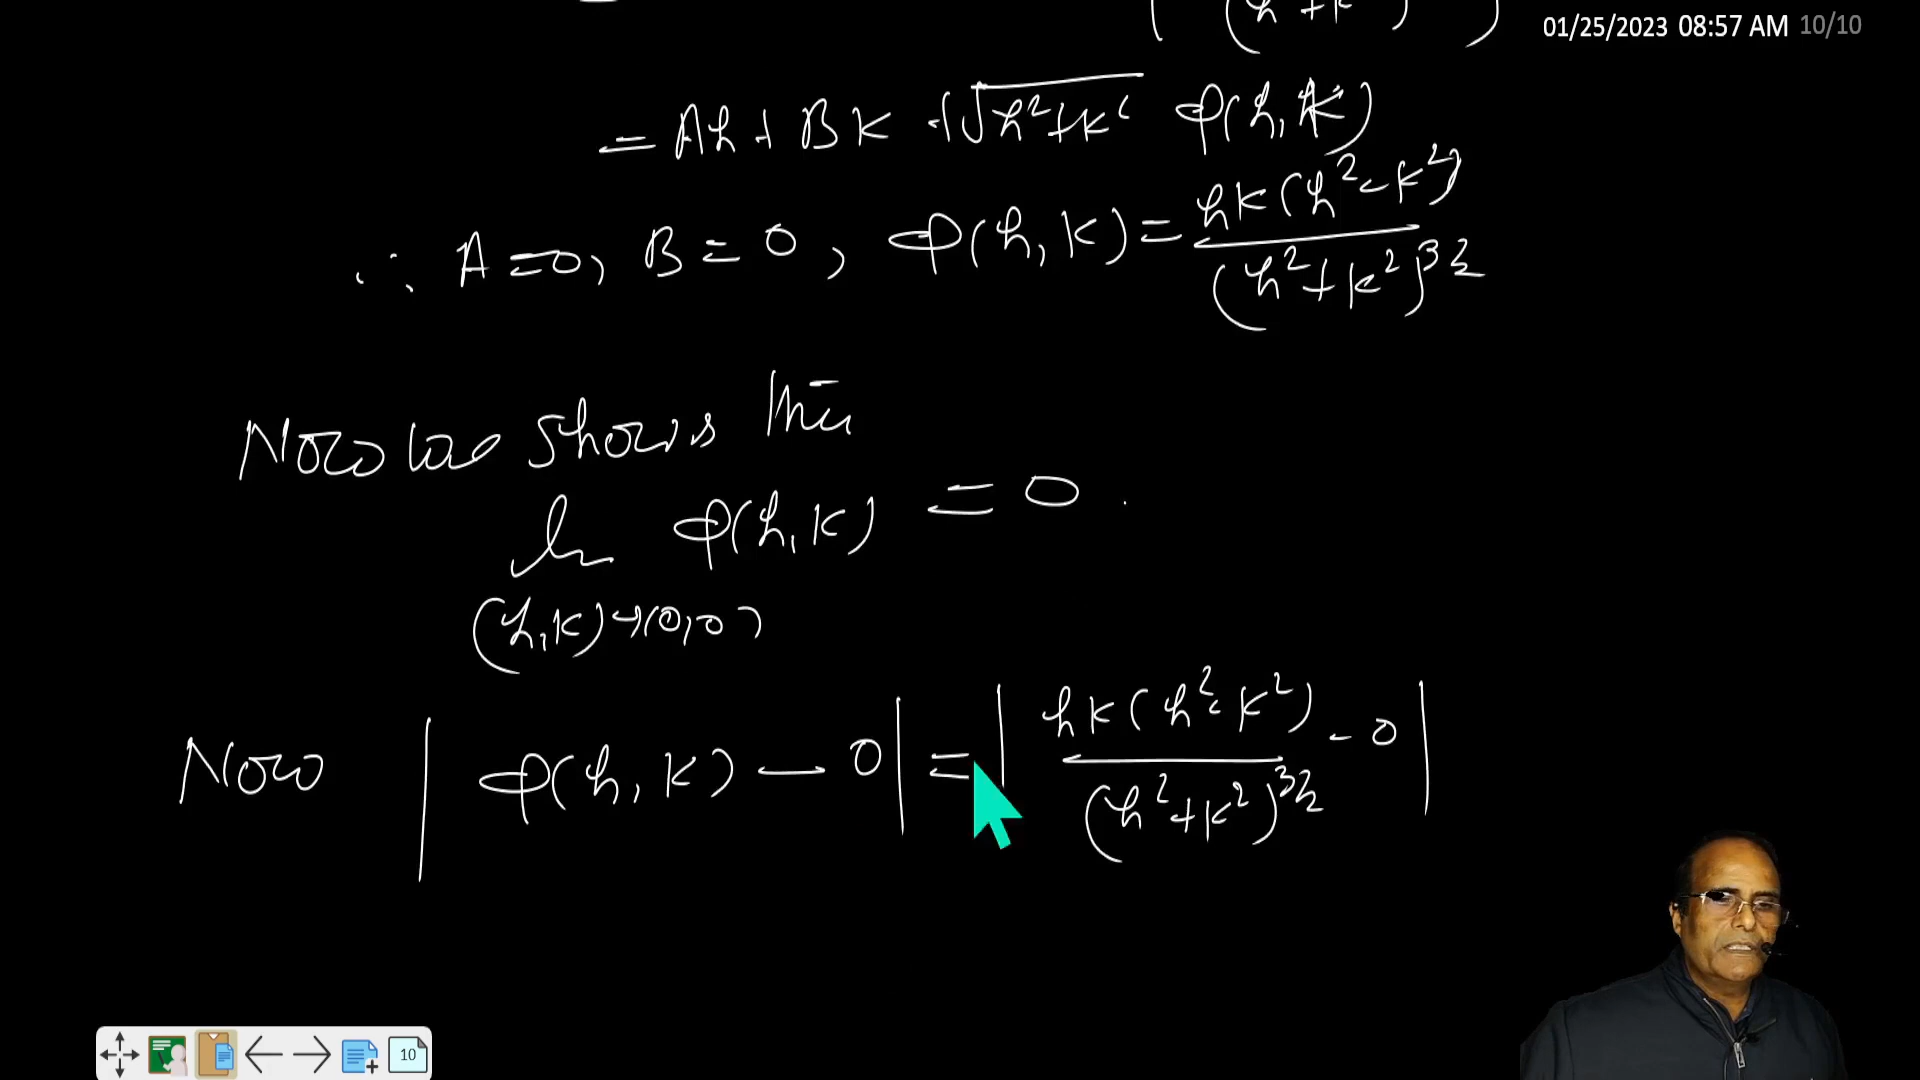 (h²+k²)
01/25/2023 08:57 AM 10/10
= Ah + Bk + √h²+k² φ(h,k)
∴ A=0, B=0, φ(h,k) = hk(h²-k²) / (h²+k²)^3/2
Now we show
lim φ(h,k) = 0.
(h,k)→(0,0)
Now |φ(h,k) — 0| = |hk(h²-k²) / (h²+k²)^3/2 - 0|
10